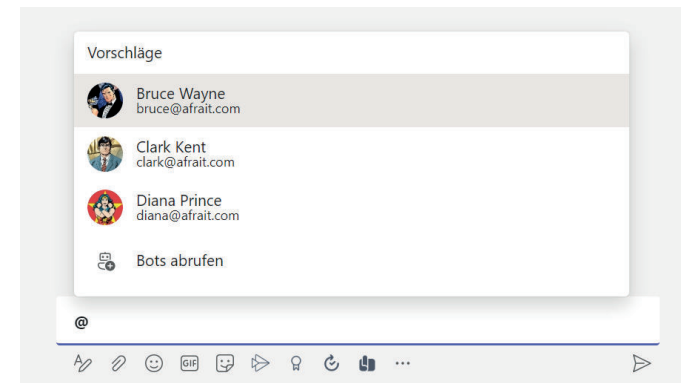 Vorschläge
Bruce Wayne
bruce@afrait.com
Clark Kent
clark@afrait.com
Diana Prince
diana@afrait.com
Bots abrufen
@
GIF